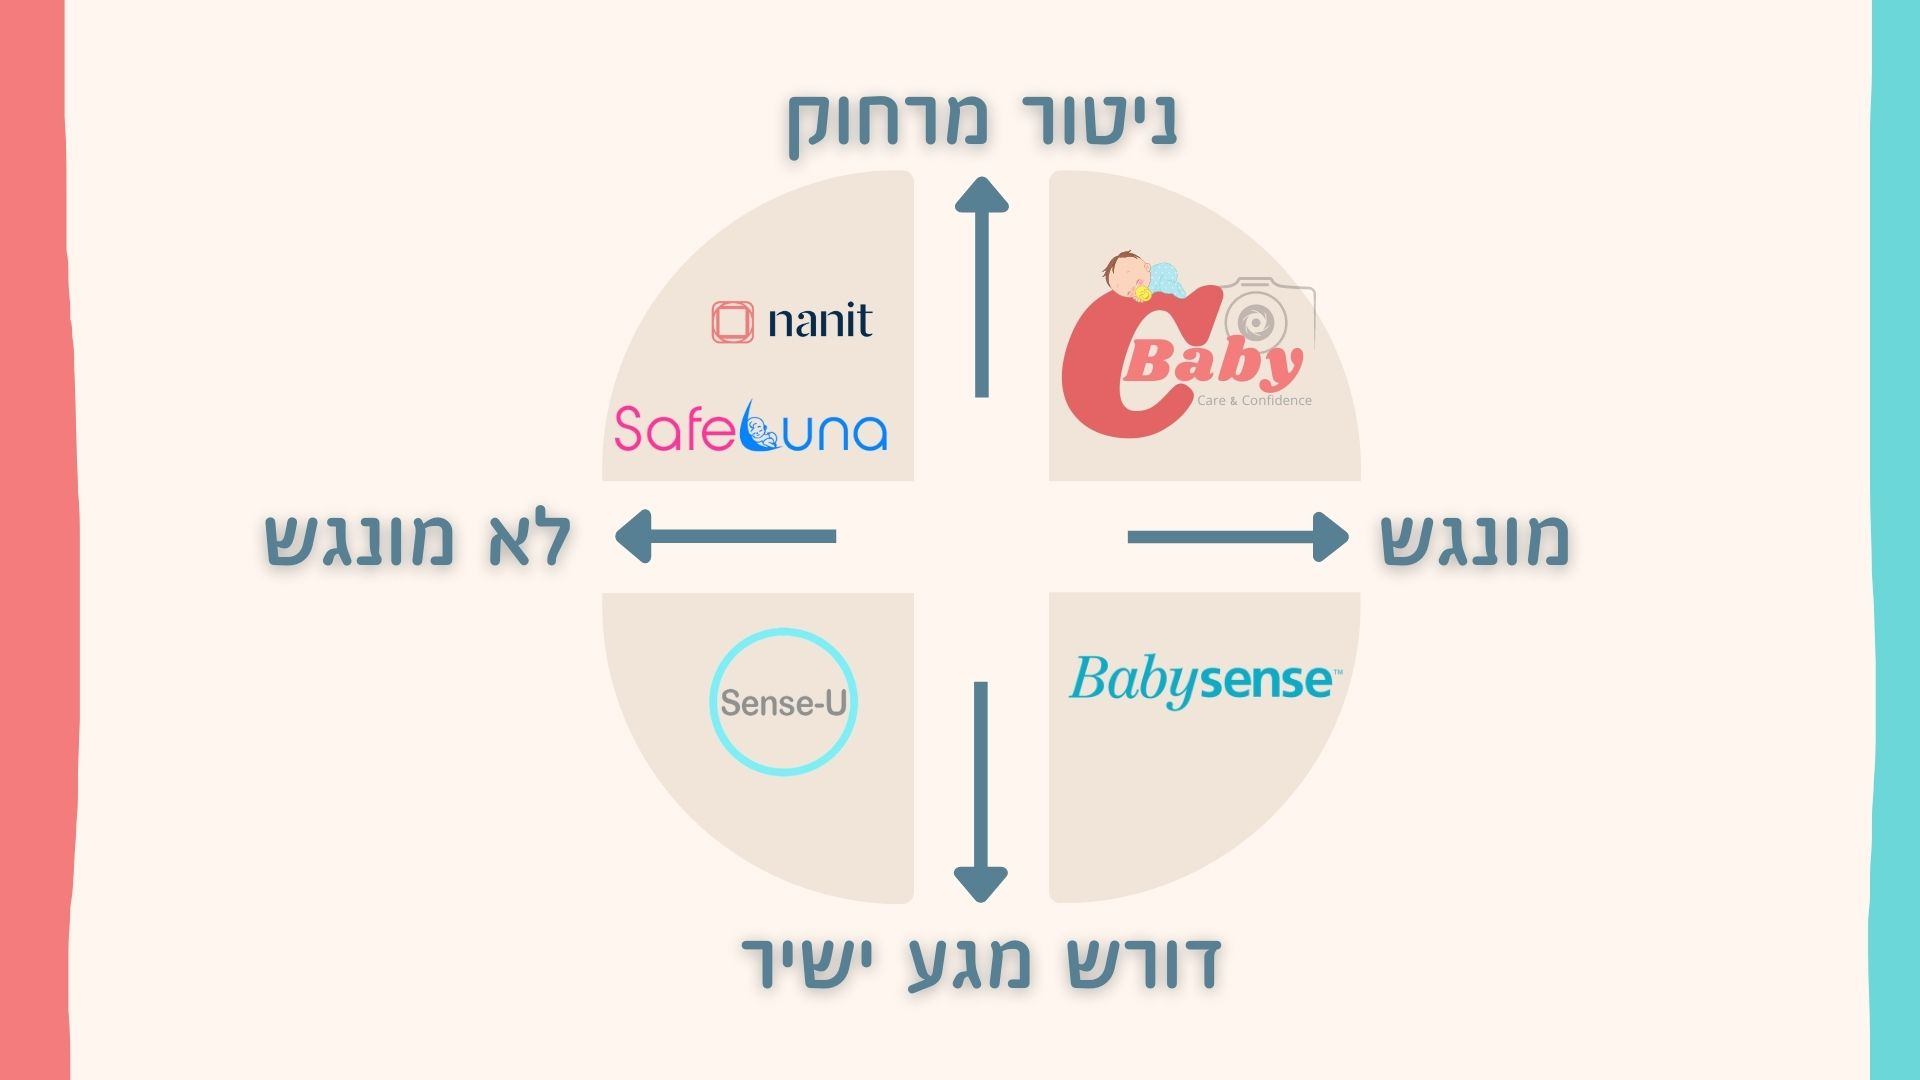 ניטור מרחוק
nanit
SafeLuna
C Baby
Care & Confidence
לא מונגש
מונגש
Sense-U
Babysense™
דורש מגע ישיר